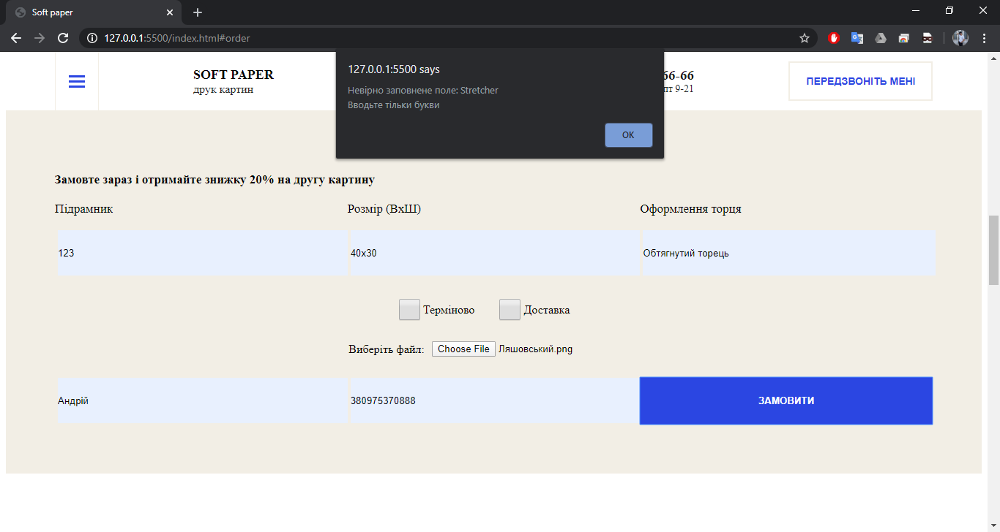 Soft paper
127.0.0.1:5500/index.html#order
127.0.0.1:5500 says
Невірно заповнене поле: Stretcher
Вводьте тільки букви
OK
SOFT PAPER
друк картин
66-66
пт 9-21
ПЕРЕДЗВОНІТЬ МЕНІ
Замовте зараз і отримайте знижку 20% на другу картину
Підрамник
Розмір (ВхШ)
Оформлення торця
123
40x30
Обтягнутий торець
Терміново
Доставка
Виберіть файл:
Choose File
Ляшовський.png
Андрій
380975370888
ЗАМОВИТИ